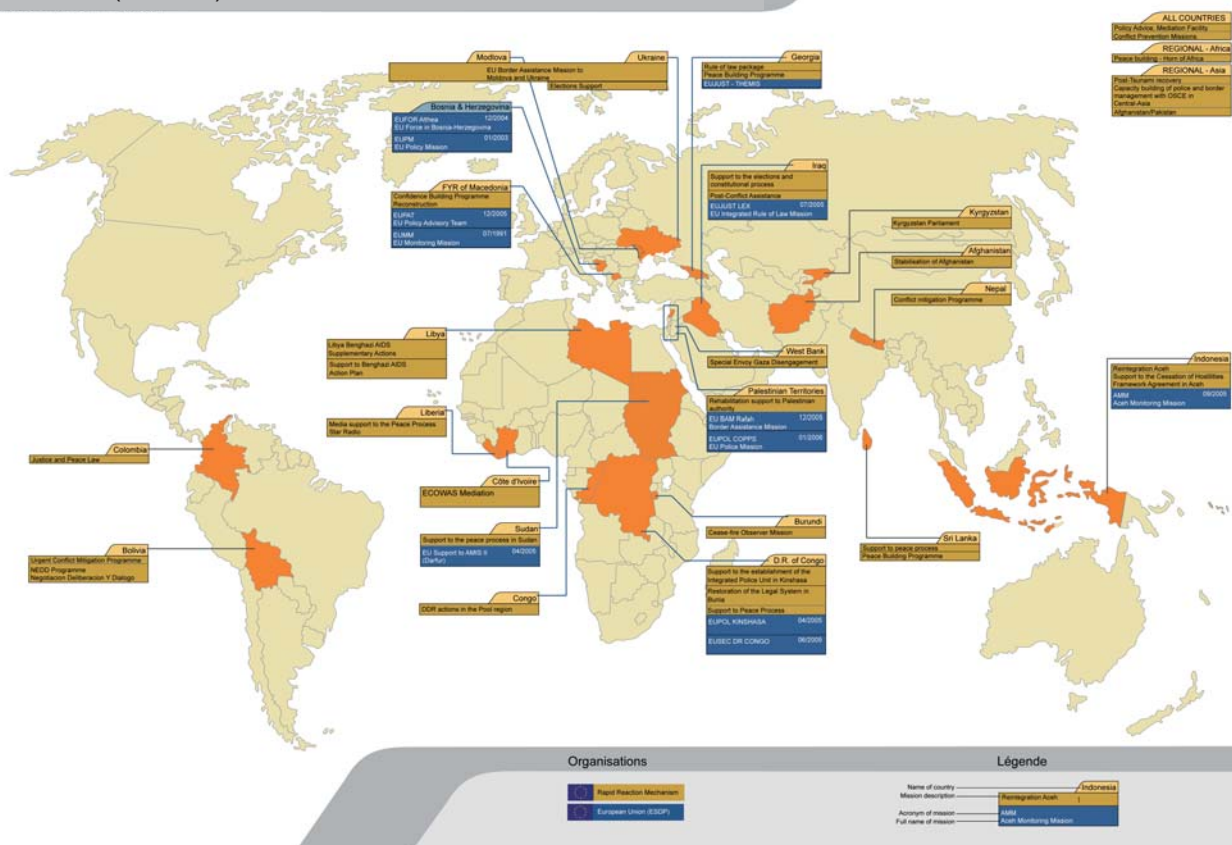 ALL COUNTRIES
Policy Advice, Mediation Facility
Conflict Prevention Missions.
REGIONAL - Africa
Peace building - Horn of Africa
REGIONAL - Asia
Post-Tsunami recovery
Capacity building of police and border
management with OSCE in
Central-Asia
Afghanistan/Pakistan
Modlova
Ukraine
EU Border Assistance Mission to
Moldova and Ukraine
Elections Support
Georgia
Rule of law package
Peace Building Programme
EUJUST - THEMIS
Bosnia & Herzegovina
EUFOR Althea 12/2004
EU Force in Bosnia-Herzegovina
EUPM 01/2003
EU Policy Mission
FYR of Macedonia
Confidence Building Programme
Reconstruction
EUPAT 12/2005
EU Policy Advisory Team
EUMM 07/1991
EU Monitoring Mission
Iraq
Support to the elections and
constitutional process
Post-Conflict Assistance
EUJUST LEX 07/2005
EU Integrated Rule of Law Mission
Kyrgyzstan
Kyrgyzstan Parliament
Afghanistan
Stabilisation of Afghanistan
Nepal
Conflict mitigation Programme
Libya
Libya Benghazi AIDS
Supplementary Actions
Support to Benghazi AIDS
Action Plan
West Bank
Special Envoy Gaza Disengagement
Palestinian Territories
Rehabilitation support to Palestinian
authority
EU BAM Rafah 12/2005
Border Assistance Mission
EUPOL COPPS 01/2006
EU Police Mission
Indonesia
Reintegration Aceh
Support to the Cessation of Hostilities
Framework Agreement in Aceh
AMM 09/2005
Aceh Monitoring Mission
Liberia
Media support to the Peace Process
Star Radio
Colombia
Justice and Peace Law
Côte d'Ivoire
ECOWAS Mediation
Sudan
Support to the peace process in Sudan
EU Support to AMIS II 04/2005
(Darfur)
Burundi
Cease-fire Observer Mission
Sri Lanka
Support to peace process
Peace Building Programme
Bolivia
Urgent Conflict Mitigation Programme
NEDD Programme
Negotiacion Deliberacion Y Dialogo
D.R. of Congo
Support to the establishment of the
Integrated Police Unit in Kinshasa
Restoration of the Legal System in
Bunia
Support to Peace Process
EUPOL KINSHASA 04/2005
EUSEC DR CONGO 06/2005
Congo
DDR actions in the Pool region
Organisations
Rapid Reaction Mechanism
European Union (ESDP)
Légende
Name of country
Mission description
Acronym of mission
Full name of mission
Indonesia
Reintegration Aceh
AMM
Aceh Monitoring Mission